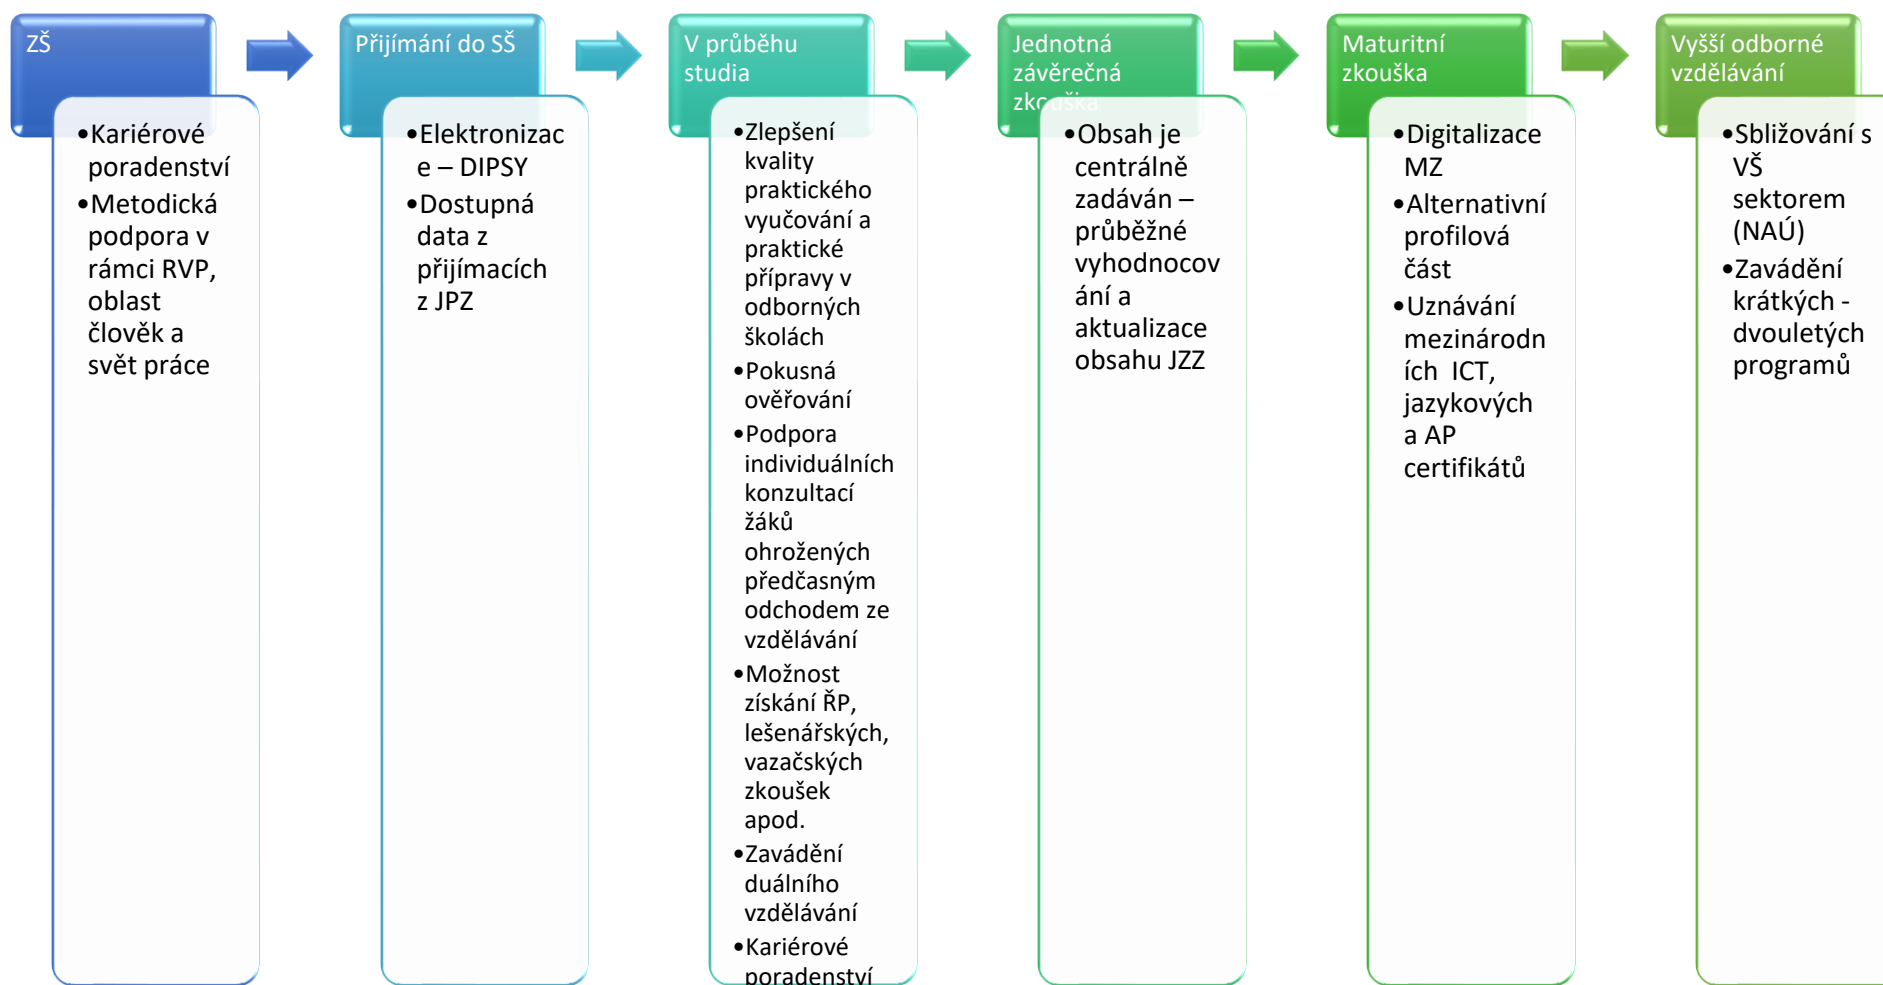 ZŠ
•Kariérové
poradenství
•Metodická
podpora v
rámci RVP,
oblast
člověk a
svět práce
Přijímání do SŠ
•Elektronizac
e – DIPSY
•Dostupná
data z
přijímacích
z JPZ
V průběhu
studia
•Zlepšení
kvality
praktického
vyučování a
praktické
přípravy v
odborných
školách
•Pokusná
ověřování
•Podpora
individuálních
konzultací
žáků
ohrožených
předčasným
odchodem ze
vzdělávání
•Možnost
získání ŘP,
lešenářských,
vazačských
zkoušek
apod.
•Zavádění
duálního
vzdělávání
•Kariérové
poradenství
Jednotná
závěrečná
zkouška
•Obsah je
centrálně
zadáván –
průběžné
vyhodnocov
ání a
aktualizace
obsahu JZZ
Maturitní
zkouška
•Digitalizace
MZ
•Alternativní
profilová
část
•Uznávání
mezinárodn
ích ICT,
jazykových
a AP
certifikátů
Vyšší odborné
vzdělávání
•Sbližování s
VŠ
sektorem
(NAÚ)
•Zavádění
krátkých -
dvouletých
programů